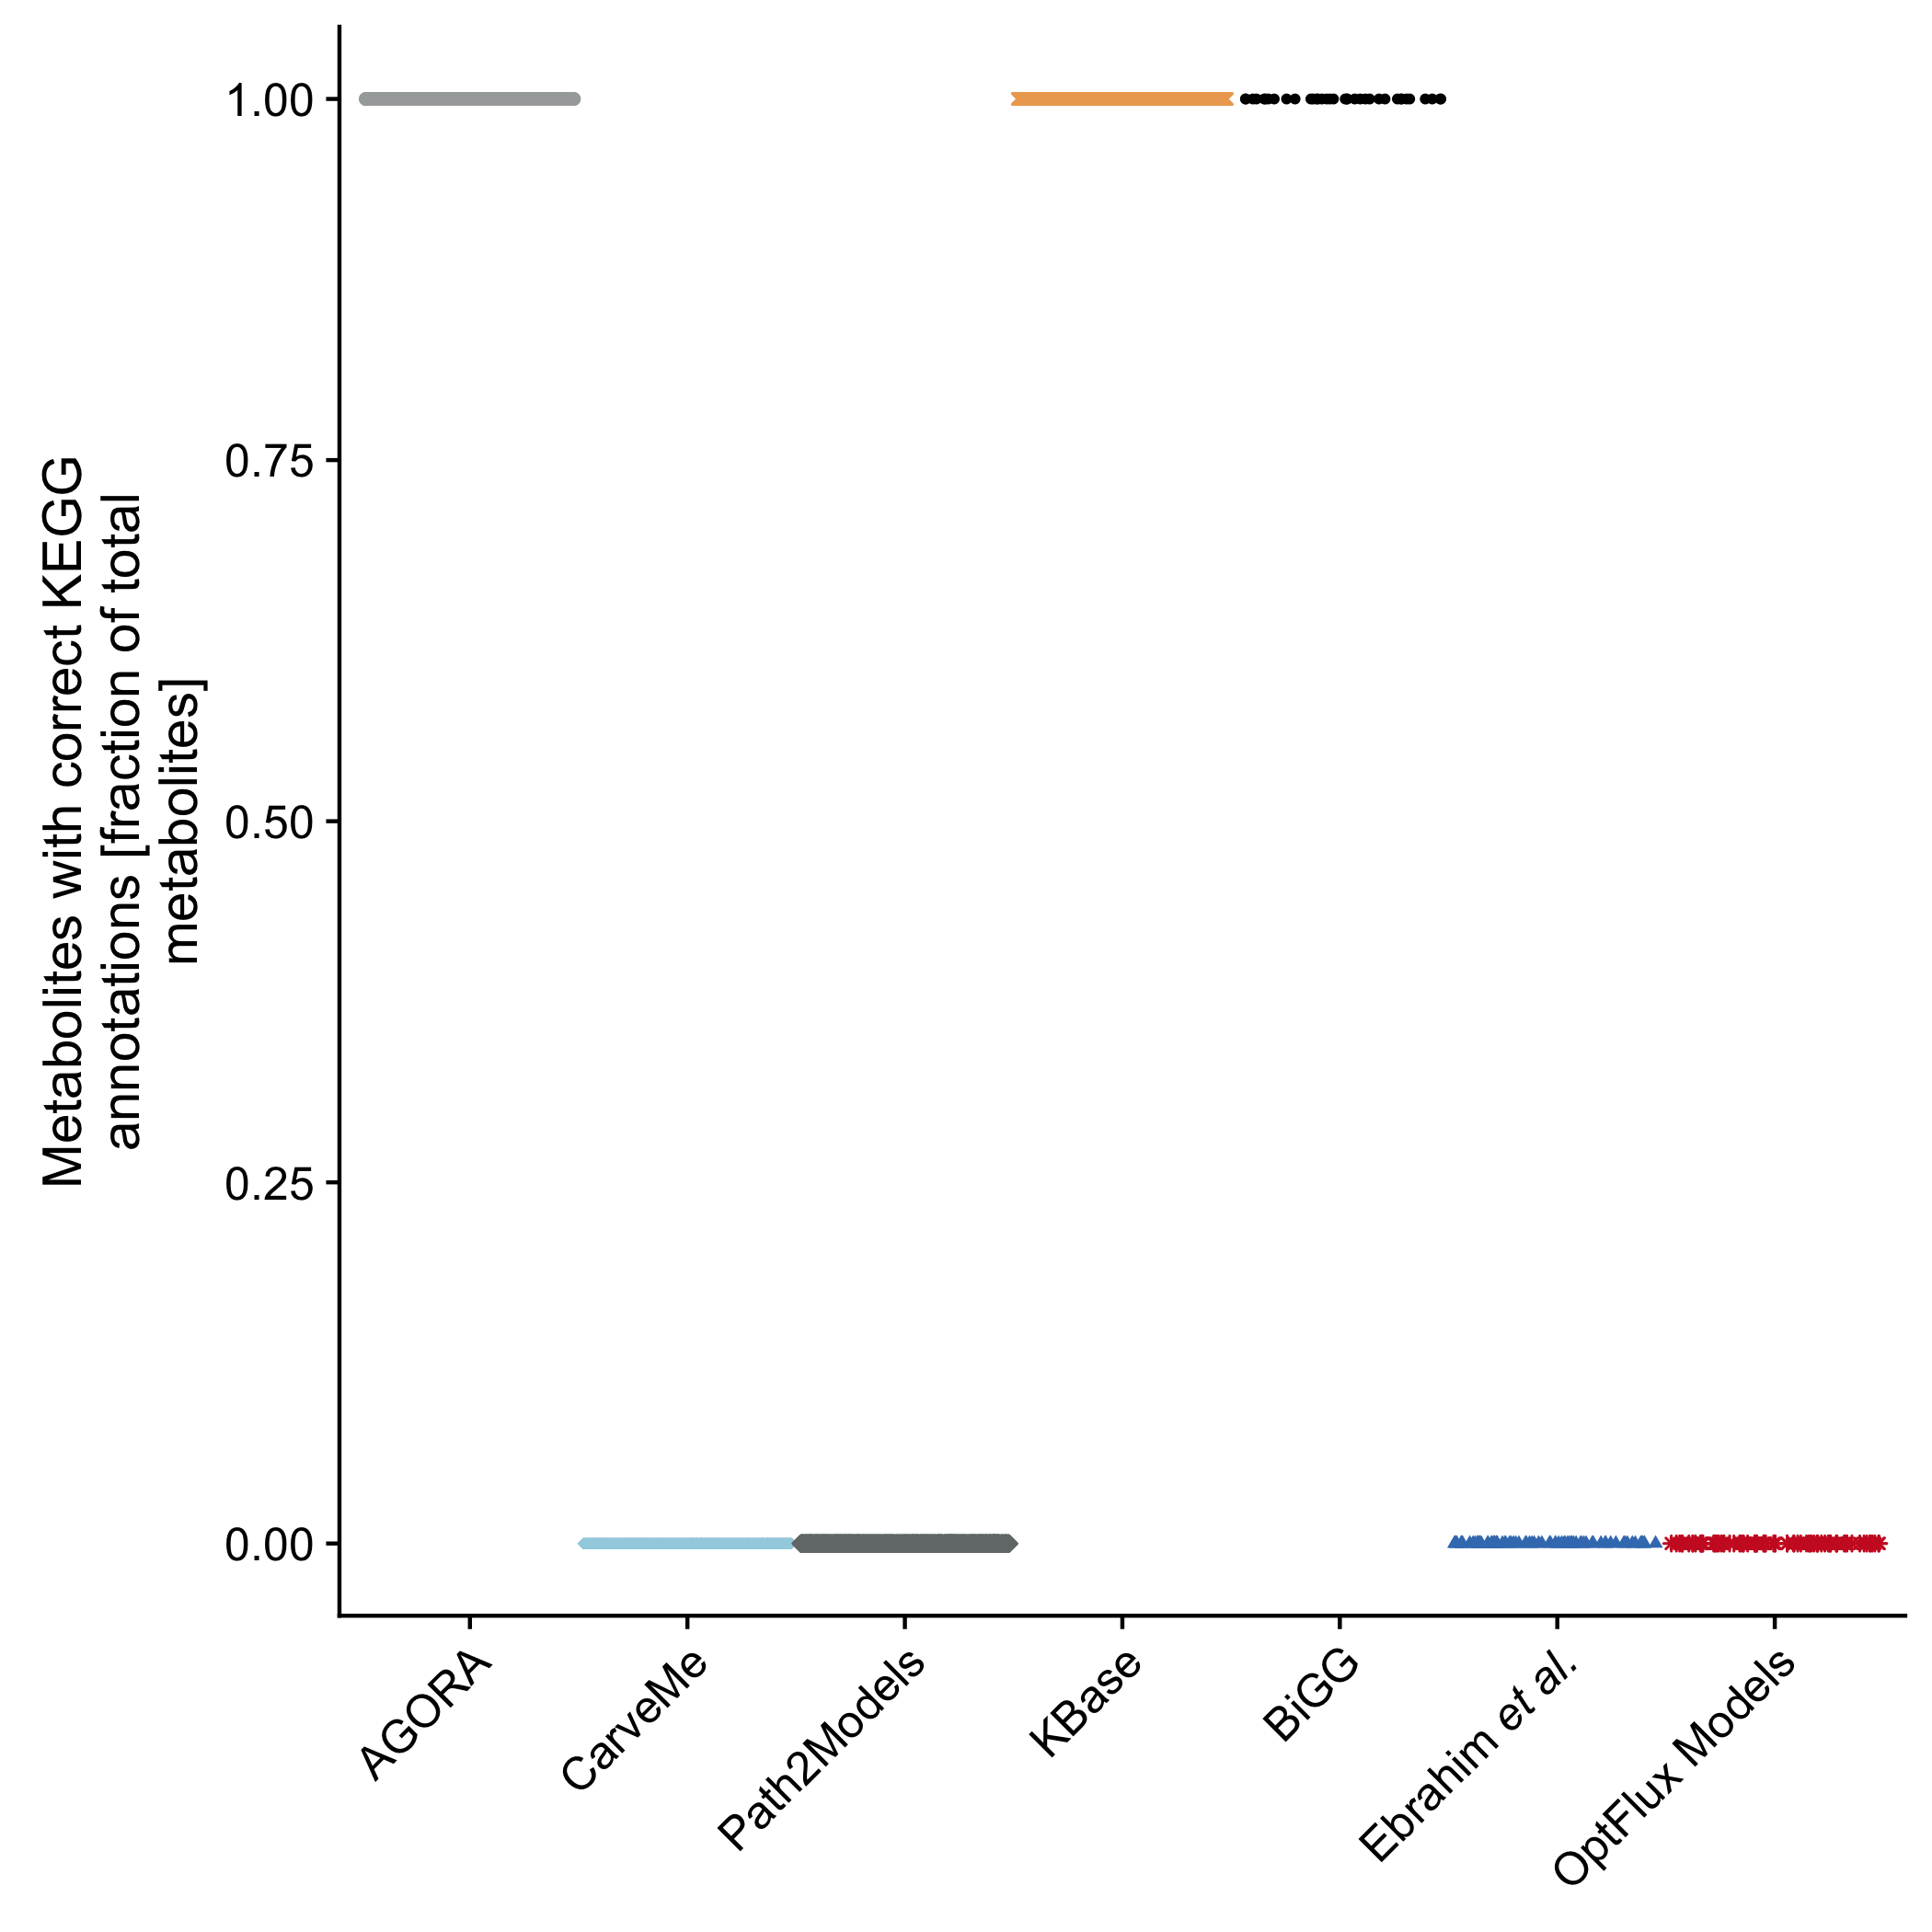 Metabolites with correct KEGG
annotations [fraction of total
metabolites]
1.00
0.75
0.50
0.25
0.00
AGORA
CarveMe
Path2Models
KBase
BiGG
Ebrahim et al.
OptFlux Models